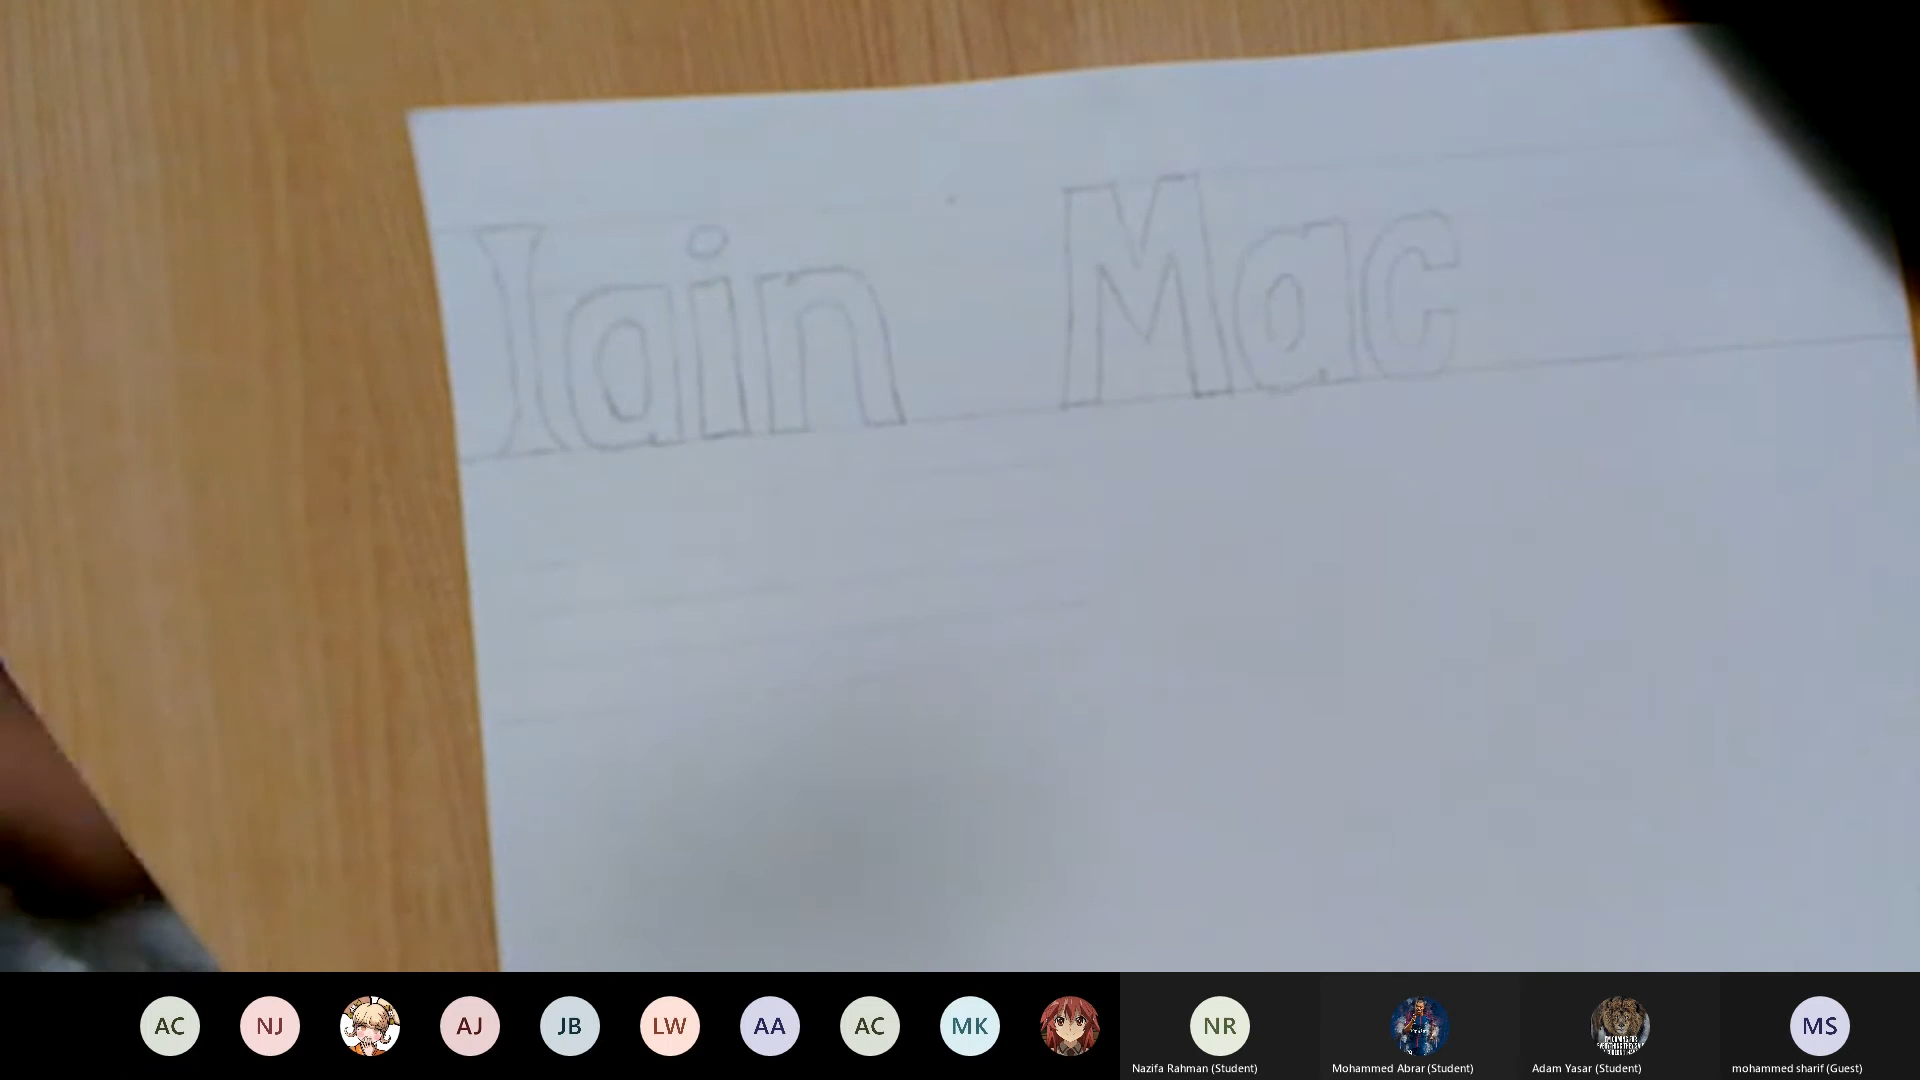 Iain Mac
AC NJ AJ JB LW AA AC MK NR MS
Nazifa Rahman (Student) Mohammed Abrar (Student) Adam Yasar (Student) mohammed sharif (Guest)